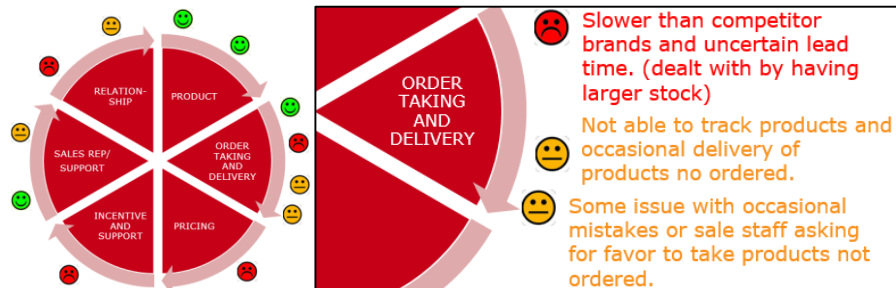 RELATION-
SHIP
PRODUCT
SALES REP/
SUPPORT
ORDER
TAKING
AND
DELIVERY
INCENTIVE
AND
SUPPORT
PRICING
ORDER
TAKING
AND
DELIVERY
Slower than competitor
brands and uncertain lead
time. (dealt with by having
larger stock)
Not able to track products and
occasional delivery of
products no ordered.
Some issue with occasional
mistakes or sale staff asking
for favor to take products not
ordered.